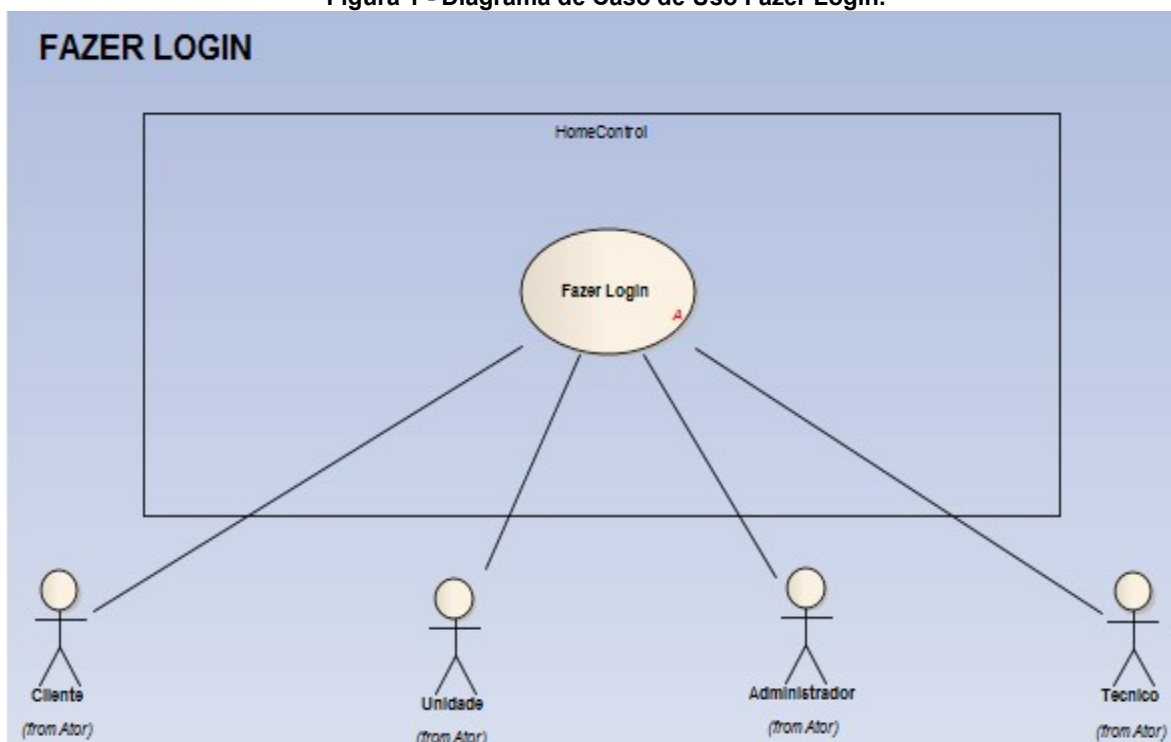 Figura 1 - Diagrama de Caso de Uso Fazer Login.
FAZER LOGIN
HomeControl
Fazer Login
A
Cliente
(from Ator)
Unidade
(from Ator)
Administrador
(from Ator)
Tecnico
(from Ator)